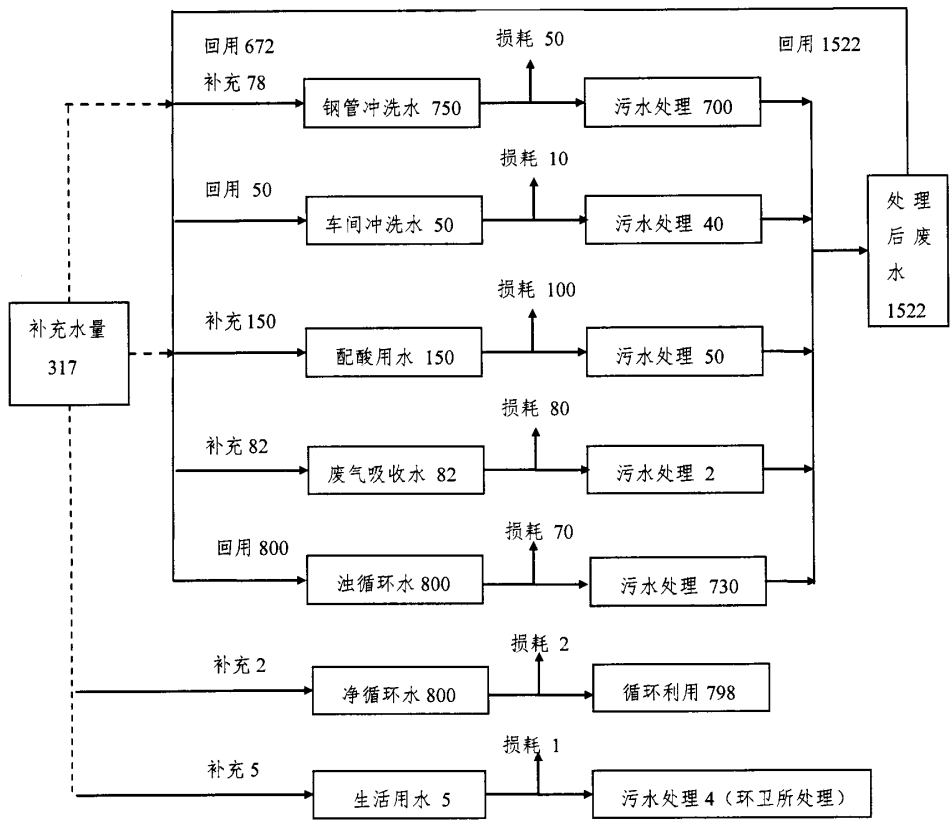 回用 672
补充 78
钢管冲洗水 750
损耗 50
污水处理 700
回用 1522
回用 50
车间冲洗水 50
损耗 10
污水处理 40
处理
后废
水
1522
补充水量
317
补充 150
配酸用水 150
损耗 100
污水处理 50
补充 82
废气吸收水 82
损耗 80
污水处理 2
回用 800
浊循环水 800
损耗 70
污水处理 730
补充 2
净循环水 800
损耗 2
循环利用 798
补充 5
生活用水 5
损耗 1
污水处理 4（环卫所处理）